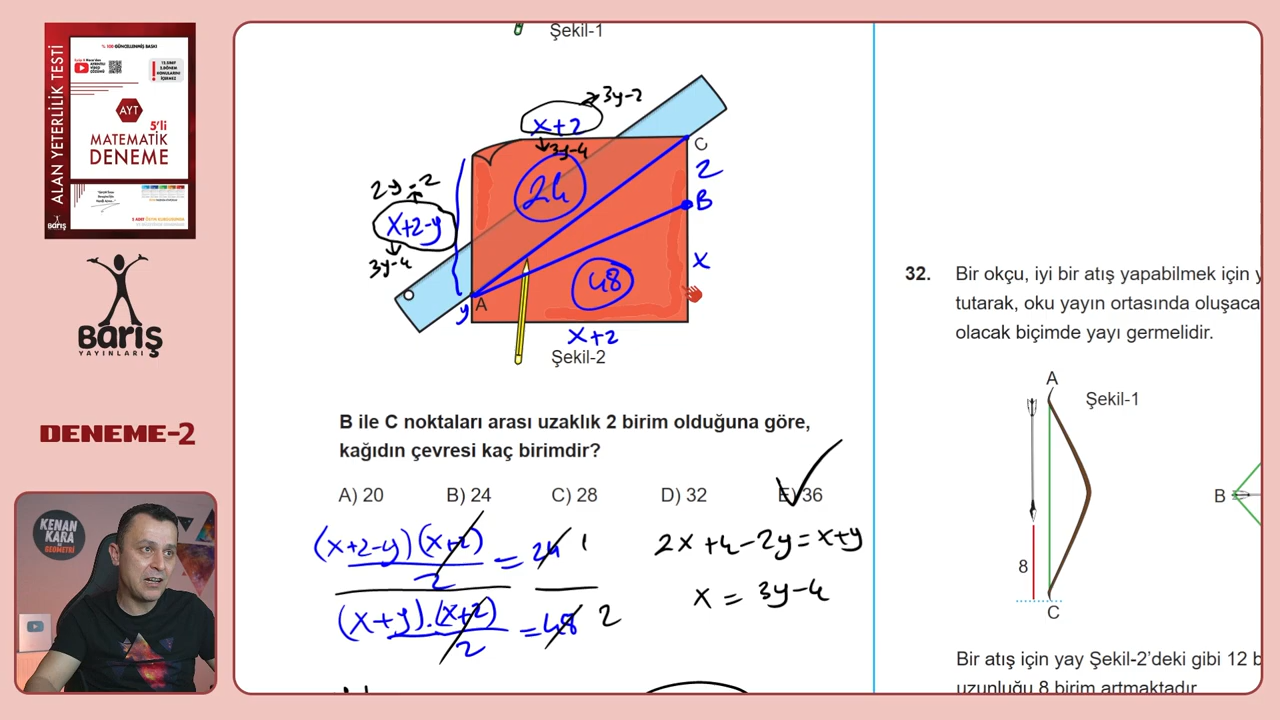 ALAN YETERLİLİK TESTİ
% 100 GÜNCELLENMİŞ BASKI
AYT
5'li
MATEMATİK
DENEME
BARIŞ
BARIŞ
YAYINLARI
DENEME-2
KENAN
KARA
GEOMETRİ
Şekil-1
3y-2
x+2
3y-4
2y-2
x+2-y
3y-4
24
48
C
2
B
x
A
y
x+2
Şekil-2
B ile C noktaları arası uzaklık 2 birim olduğuna göre,
kağıdın çevresi kaç birimdir?
A) 20 B) 24 C) 28 D) 32 E) 36
(x+2-y)(x+2)/2 = 24 1
(x+y).(x+2)/2 = 48 2
2x+4-2y=x+y
x = 3y-4
32. Bir okçu, iyi bir atış yapabilmek için y
tutarak, oku yayın ortasında oluşaca
olacak biçimde yayı germelidir.
A
Şekil-1
B
8
C
Bir atış için yay Şekil-2'deki gibi 12 b
uzunluğu 8 birim artmaktadır